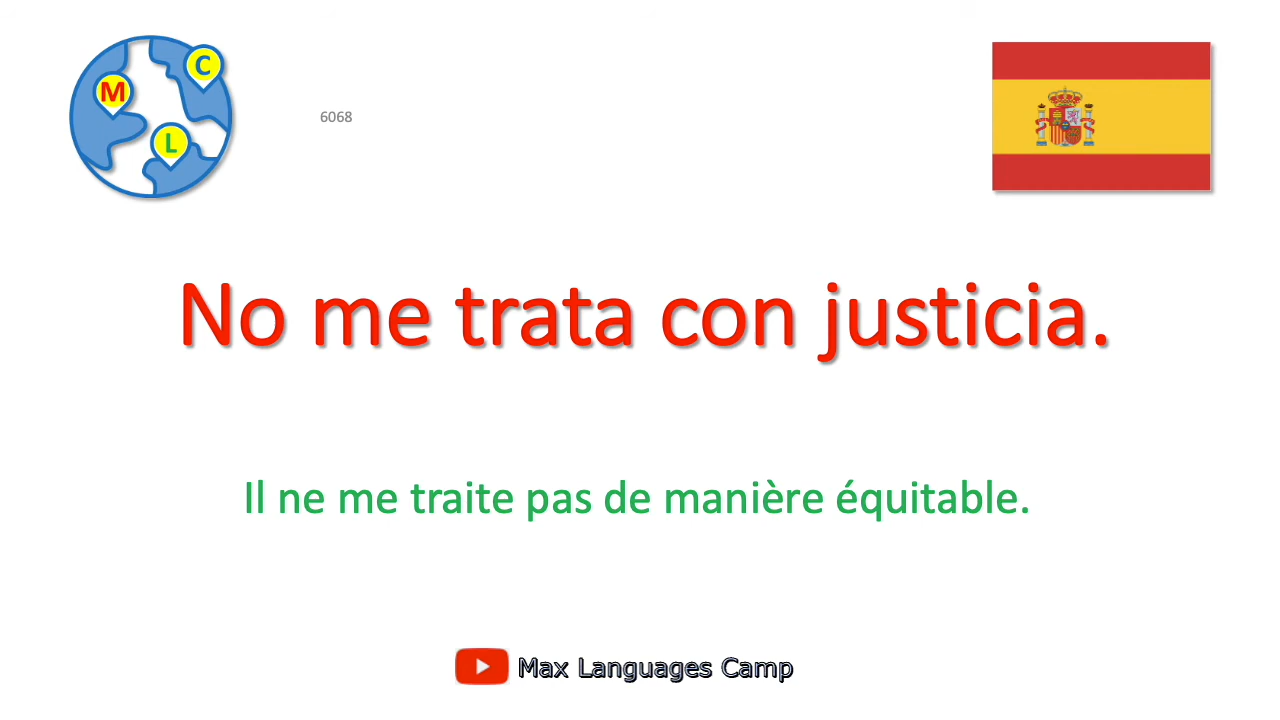 M
C
L
6068
No me trata con justicia.
Il ne me traite pas de manière équitable.
Max Languages Camp